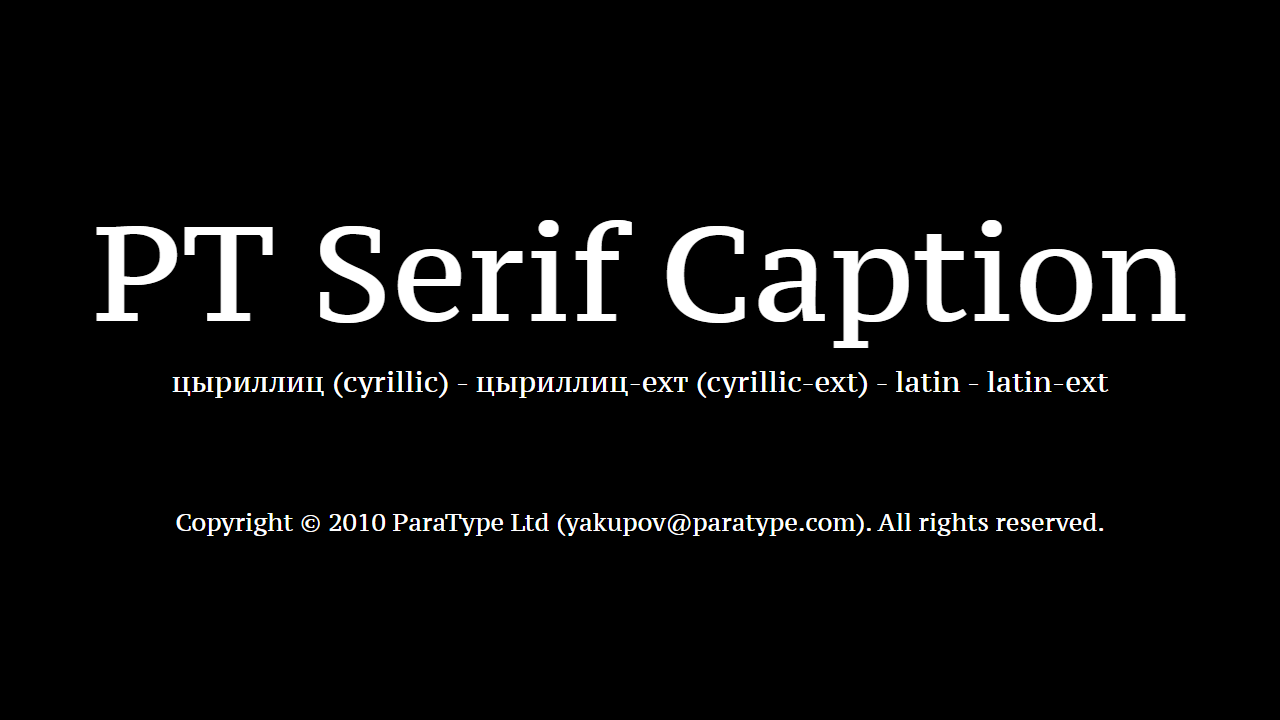 PT Serif Caption
цыриллиц (cyrillic) - цыриллиц-ехт (cyrillic-ext) - latin - latin-ext
Copyright © 2010 ParaType Ltd (yakupov@paratype.com). All rights reserved.